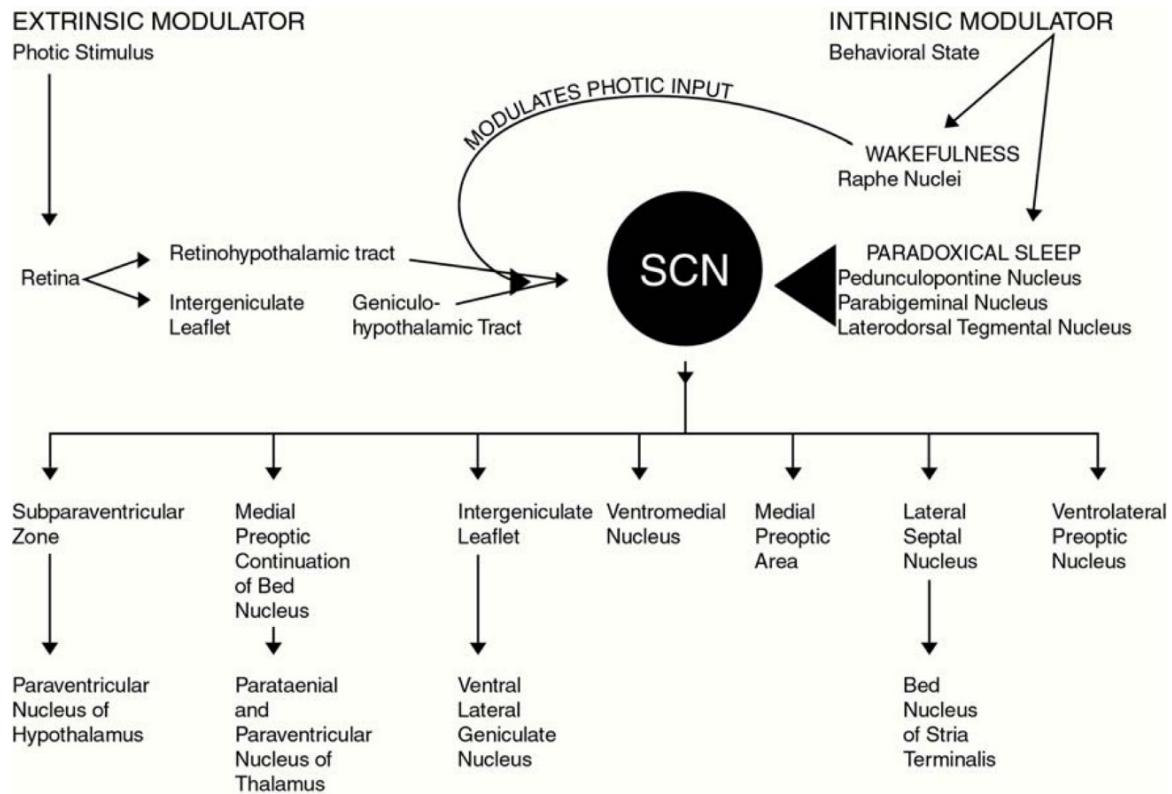 EXTRINSIC MODULATOR
Photic Stimulus
INTRINSIC MODULATOR
Behavioral State
MODULATES PHOTIC INPUT
WAKEFULNESS
Raphe Nuclei
Retina
Retinohypothalamic tract
Intergeniculate
Leaflet
Geniculo-
hypothalamic Tract
SCN
PARADOXICAL SLEEP
Pedunculopontine Nucleus
Parabigeminal Nucleus
Laterodorsal Tegmental Nucleus
Subparaventricular
Zone
Medial
Preoptic
Continuation
of Bed
Nucleus
Intergeniculate
Leaflet
Ventromedial
Nucleus
Medial
Preoptic
Area
Lateral
Septal
Nucleus
Ventrolateral
Preoptic
Nucleus
Paraventricular
Nucleus of
Hypothalamus
Parataenial
and
Paraventricular
Nucleus of
Thalamus
Ventral
Lateral
Geniculate
Nucleus
Bed
Nucleus
of Stria
Terminalis